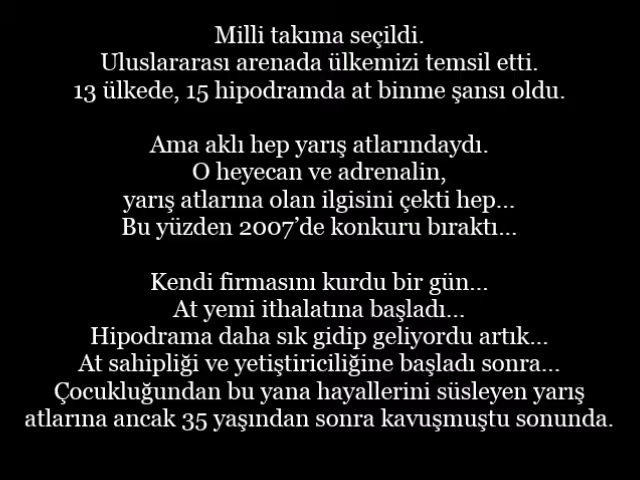 Milli takıma seçildi.
Uluslararası arenada ülkemizi temsil etti.
13 ülkede, 15 hipodramda at binme şansı oldu.
Ama aklı hep yarış atlarındaydı.
O heyecan ve adrenalin,
yarış atlarına olan ilgisini çekti hep...
Bu yüzden 2007'de konkuru bıraktı...
Kendi firmasını kurdu bir gün...
At yemi ithalatına başladı...
Hipodrama daha sık gidip geliyordu artık...
At sahipliği ve yetiştiriciliğine başladı sonra...
Çocukluğundan bu yana hayallerini süsleyen yarış
atlarına ancak 35 yaşından sonra kavuşmuştu sonunda.